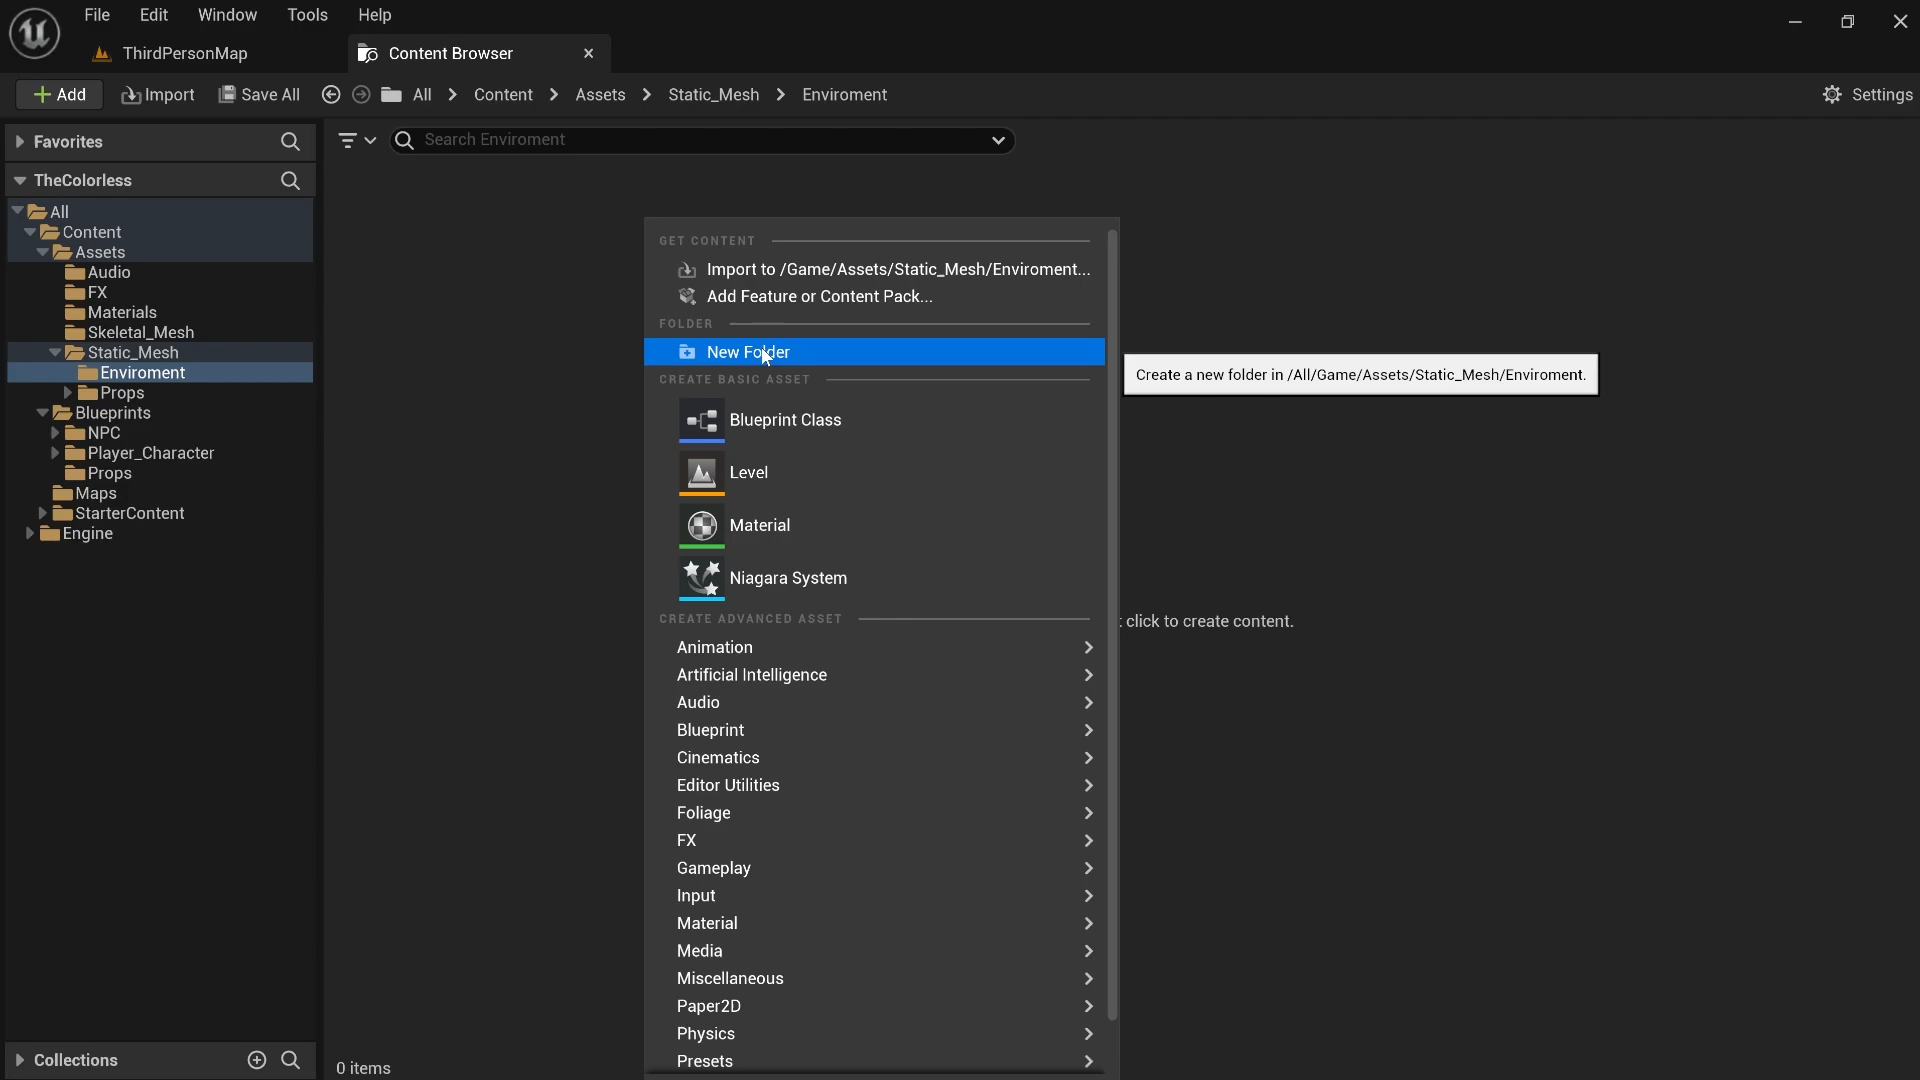 File Edit Window Tools Help
ThirdPersonMap Content Browser
Add Import Save All All Content Assets Static_Mesh Enviroment Settings
Favorites Search Enviroment
TheColorless
All
Content
Assets
Audio
FX
Materials
Skeletal_Mesh
Static_Mesh
Enviroment
Props
Blueprints
NPC
Player_Character
Props
Maps
StarterContent
Engine
GET CONTENT
Import to /Game/Assets/Static_Mesh/Enviroment...
Add Feature or Content Pack...
FOLDER
New Folder
Create a new folder in /All/Game/Assets/Static_Mesh/Enviroment.
CREATE BASIC ASSET
Blueprint Class
Level
Material
Niagara System
click to create content.
CREATE ADVANCED ASSET
Animation
Artificial Intelligence
Audio
Blueprint
Cinematics
Editor Utilities
Foliage
FX
Gameplay
Input
Material
Media
Miscellaneous
Paper2D
Physics
Presets
Collections
0 items